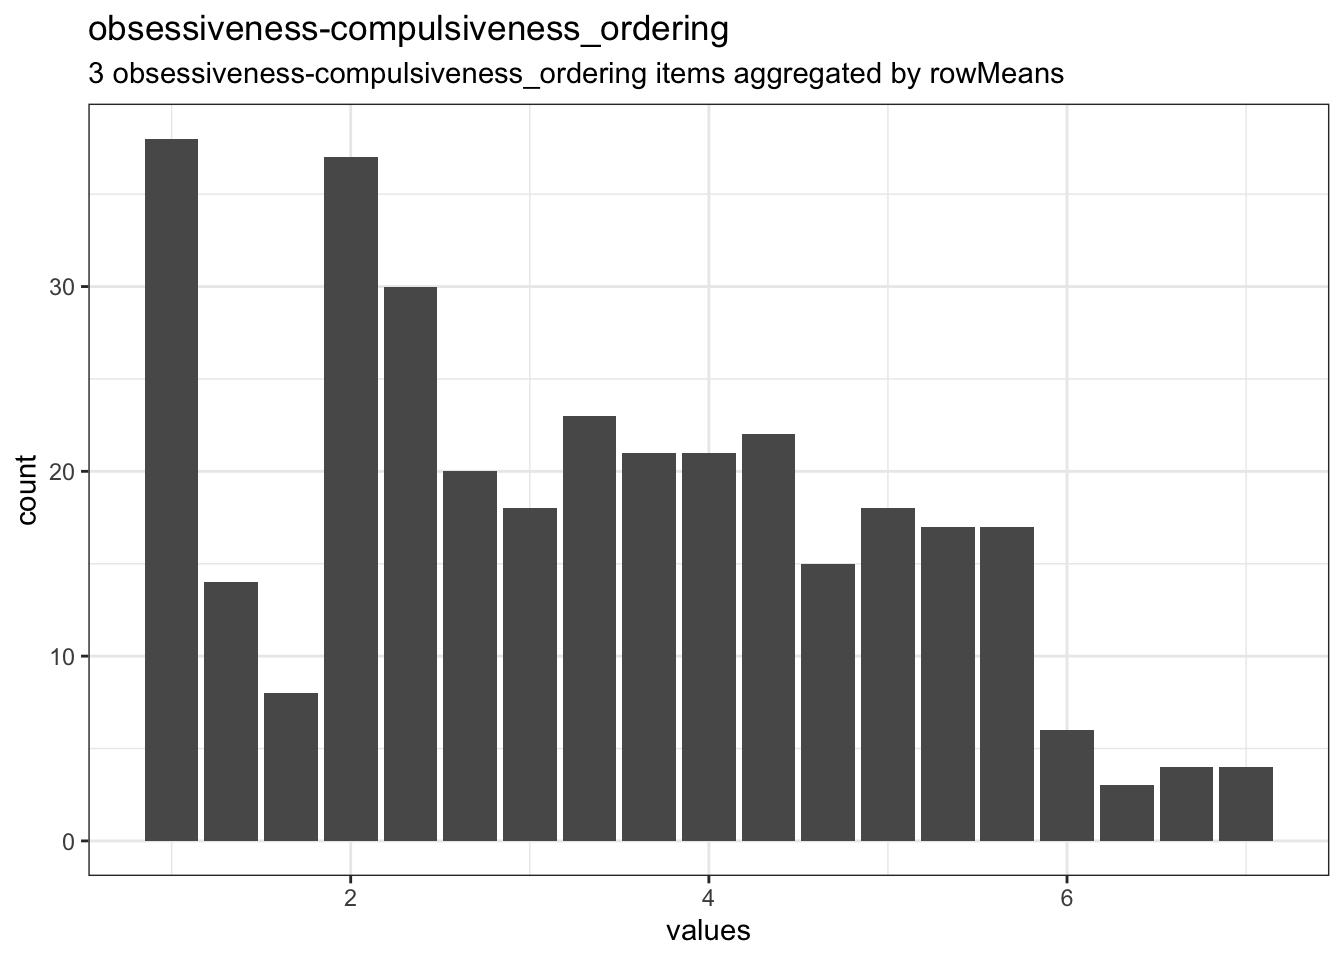 obsessiveness-compulsiveness_ordering
3 obsessiveness-compulsiveness_ordering items aggregated by rowMeans
30
20
10
0
count
2 4 6
values